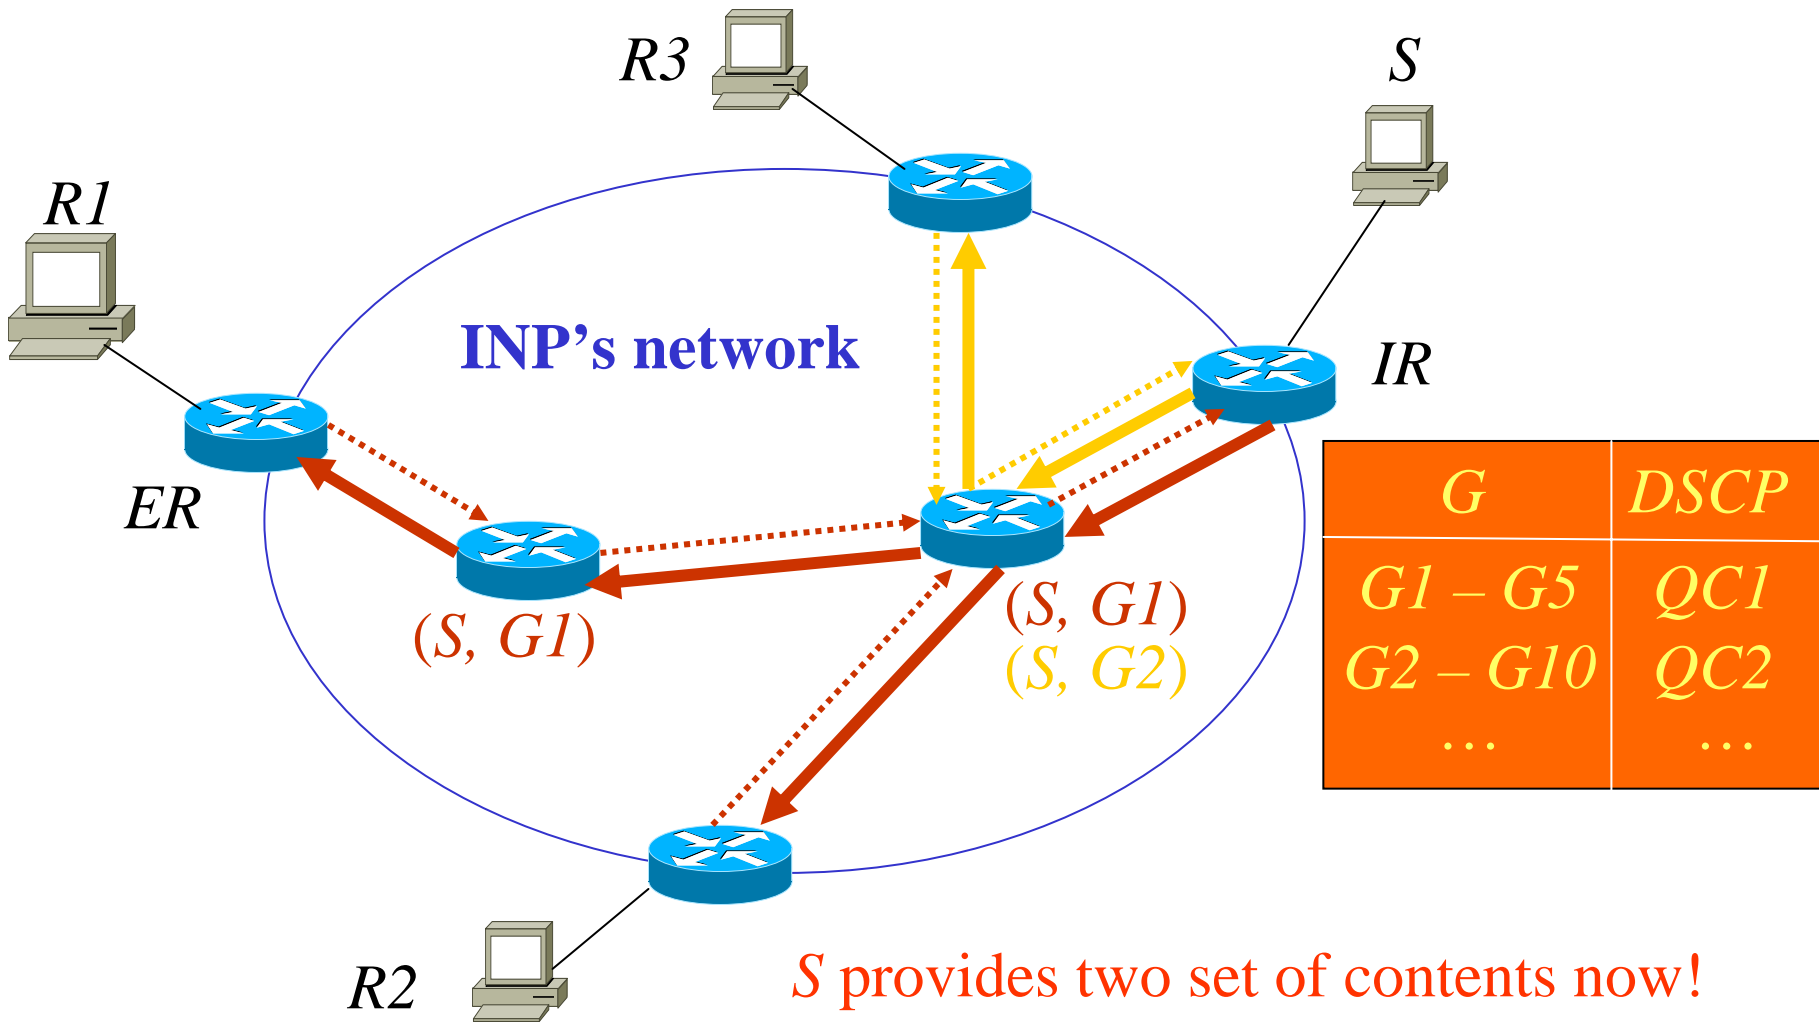 R3
S
R1
INP’s network
IR
ER
G DSCP
G1 – G5 QC1
G2 – G10 QC2
… …
(S, G1)
(S, G2)
(S, G1)
R2
S provides two set of contents now!